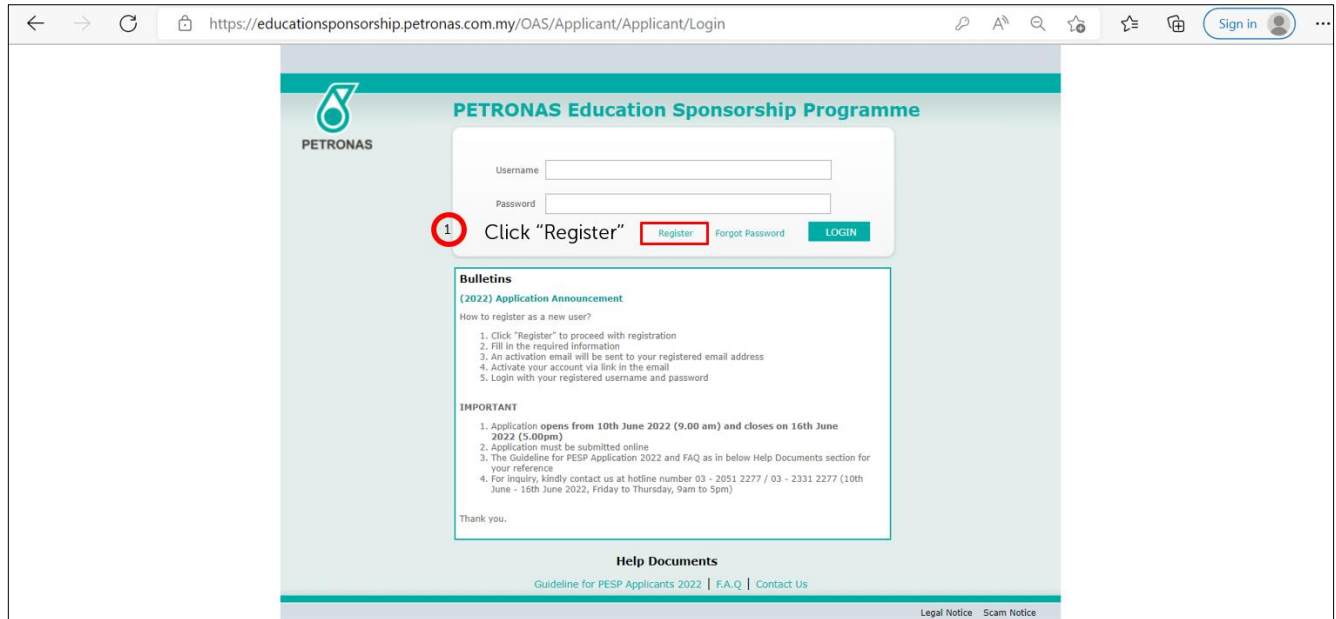 https://educationsponsorship.petronas.com.my/OAS/Applicant/Applicant/Login
Sign in
PETRONAS
PETRONAS Education Sponsorship Programme
Username
Password
1 Click “Register” Register Forgot Password LOGIN
Bulletins
(2022) Application Announcement
How to register as a new user?
1. Click "Register" to proceed with registration
2. Fill in the required information
3. An activation email will be sent to your registered email address
4. Activate your account via link in the email
5. Login with your registered username and password
IMPORTANT
1. Application opens from 10th June 2022 (9.00 am) and closes on 16th June
2022 (5.00pm)
2. Application must be submitted online
3. The Guideline for PESP Application 2022 and FAQ as in below Help Documents section for
your reference
4. For inquiry, kindly contact us at hotline number 03 - 2051 2277 / 03 - 2331 2277 (10th
June - 16th June 2022, Friday to Thursday, 9am to 5pm)
Thank you.
Help Documents
Guideline for PESP Applicants 2022 | F.A.Q | Contact Us
Legal Notice Scam Notice